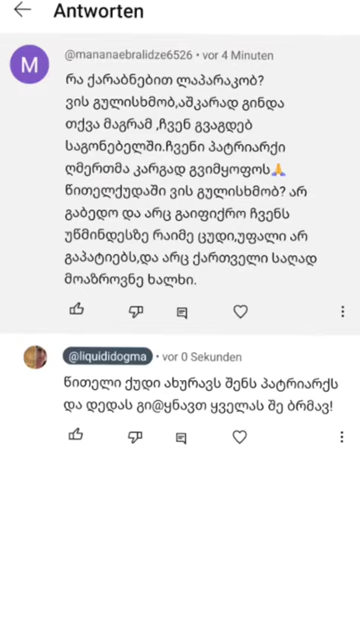 Antworten
@mananaebralidze6526 • vor 4 Minuten
რა ქარაბნებით ლაპარაკობ?
ვის გულისხმობ,აშკარად გინდა
თქვა მაგრამ ,ჩვენ გვაგდებ
საგონებელში.ჩვენი პატრიარქი
ღმერთმა კარგად გვიმყოფოს🙏
წითელქუდაში ვის გულისხმობ? არ
გაბედო და არც გაიფიქრო ჩვენს
უწმინდესზე რაიმე ცუდი,უფალი არ
გაპატიებს,და არც ქართველი საღად
მოაზროვნე ხალხი.
@liquididogma • vor 0 Sekunden
წითელი ქუდი ახურავს შენს პატრიარქს
და დედას გი@ყნავთ ყველას შე ბრმავ!